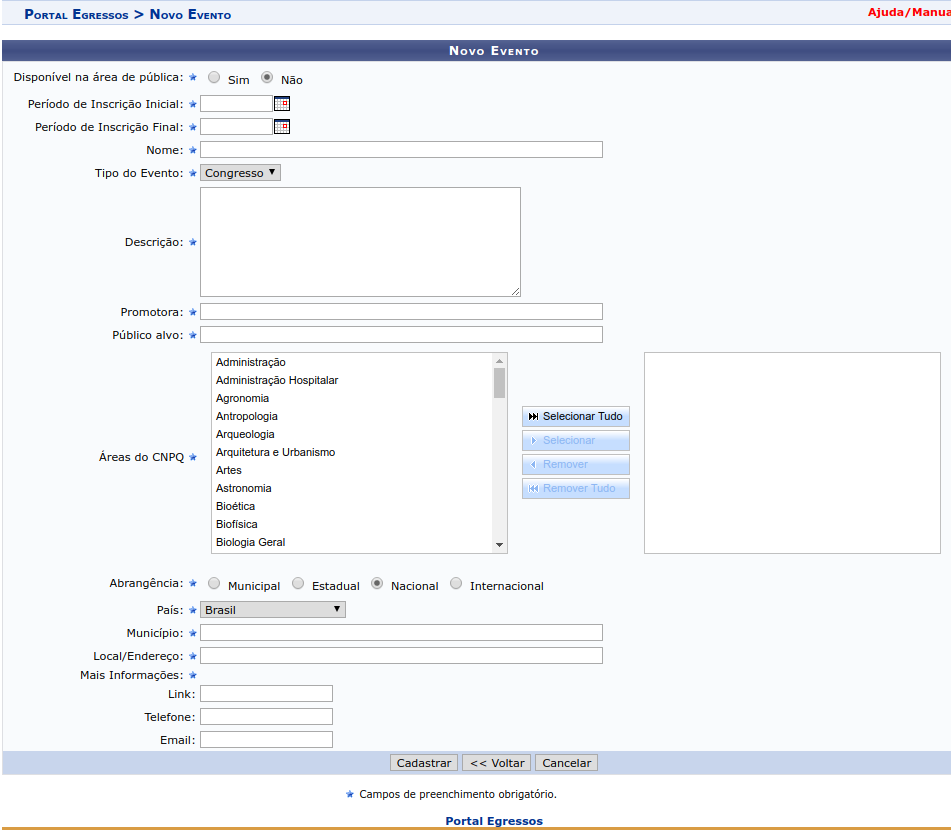 Portal Egressos > Novo Evento
Ajuda/Manua
Novo Evento
Disponível na área de pública: Sim Não
Período de Inscrição Inicial:
Período de Inscrição Final:
Nome:
Tipo do Evento: Congresso
Descrição:
Promotora:
Público alvo:
Áreas do CNPQ
Administração
Administração Hospitalar
Agronomia
Antropologia
Arqueologia
Arquitetura e Urbanismo
Artes
Astronomia
Bioética
Biofísica
Biologia Geral
Selecionar Tudo
Selecionar
Remover
Remover Tudo
Abrangência: Municipal Estadual Nacional Internacional
País: Brasil
Município:
Local/Endereço:
Mais Informações:
Link:
Telefone:
Email:
Cadastrar << Voltar Cancelar
Campos de preenchimento obrigatório.
Portal Egressos